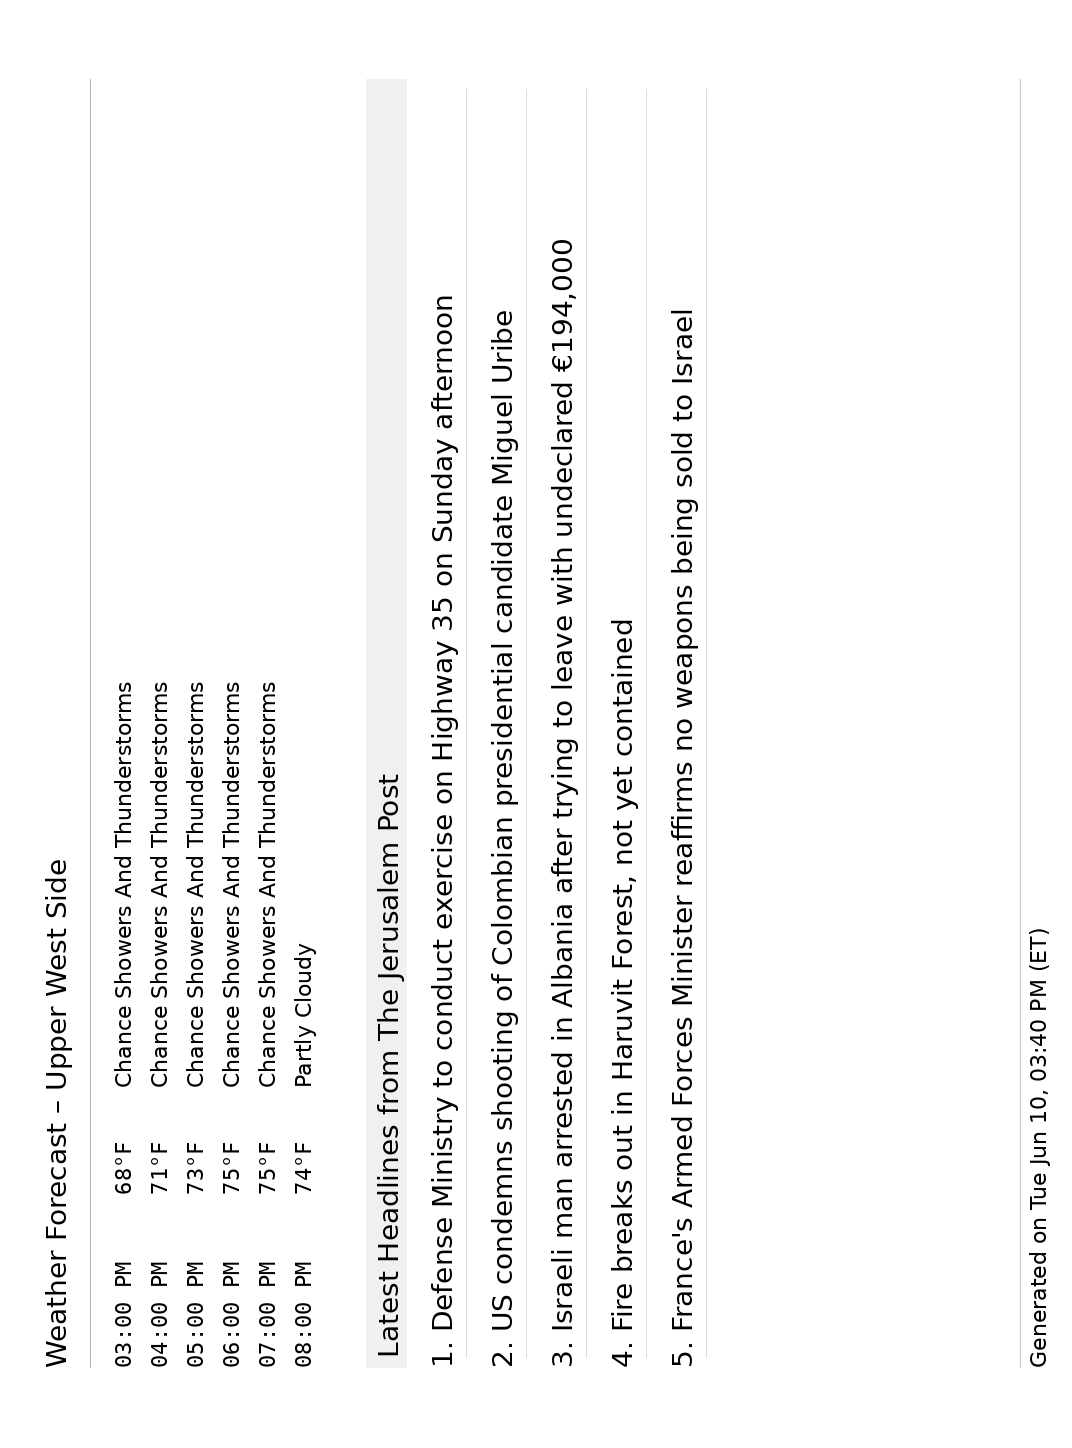 Weather Forecast – Upper West Side
03:00 PM 68°F Chance Showers And Thunderstorms
04:00 PM 71°F Chance Showers And Thunderstorms
05:00 PM 73°F Chance Showers And Thunderstorms
06:00 PM 75°F Chance Showers And Thunderstorms
07:00 PM 75°F Chance Showers And Thunderstorms
08:00 PM 74°F Partly Cloudy
Latest Headlines from The Jerusalem Post
1. Defense Ministry to conduct exercise on Highway 35 on Sunday afternoon
2. US condemns shooting of Colombian presidential candidate Miguel Uribe
3. Israeli man arrested in Albania after trying to leave with undeclared €194,000
4. Fire breaks out in Haruvit Forest, not yet contained
5. France's Armed Forces Minister reaffirms no weapons being sold to Israel
Generated on Tue Jun 10, 03:40 PM (ET)